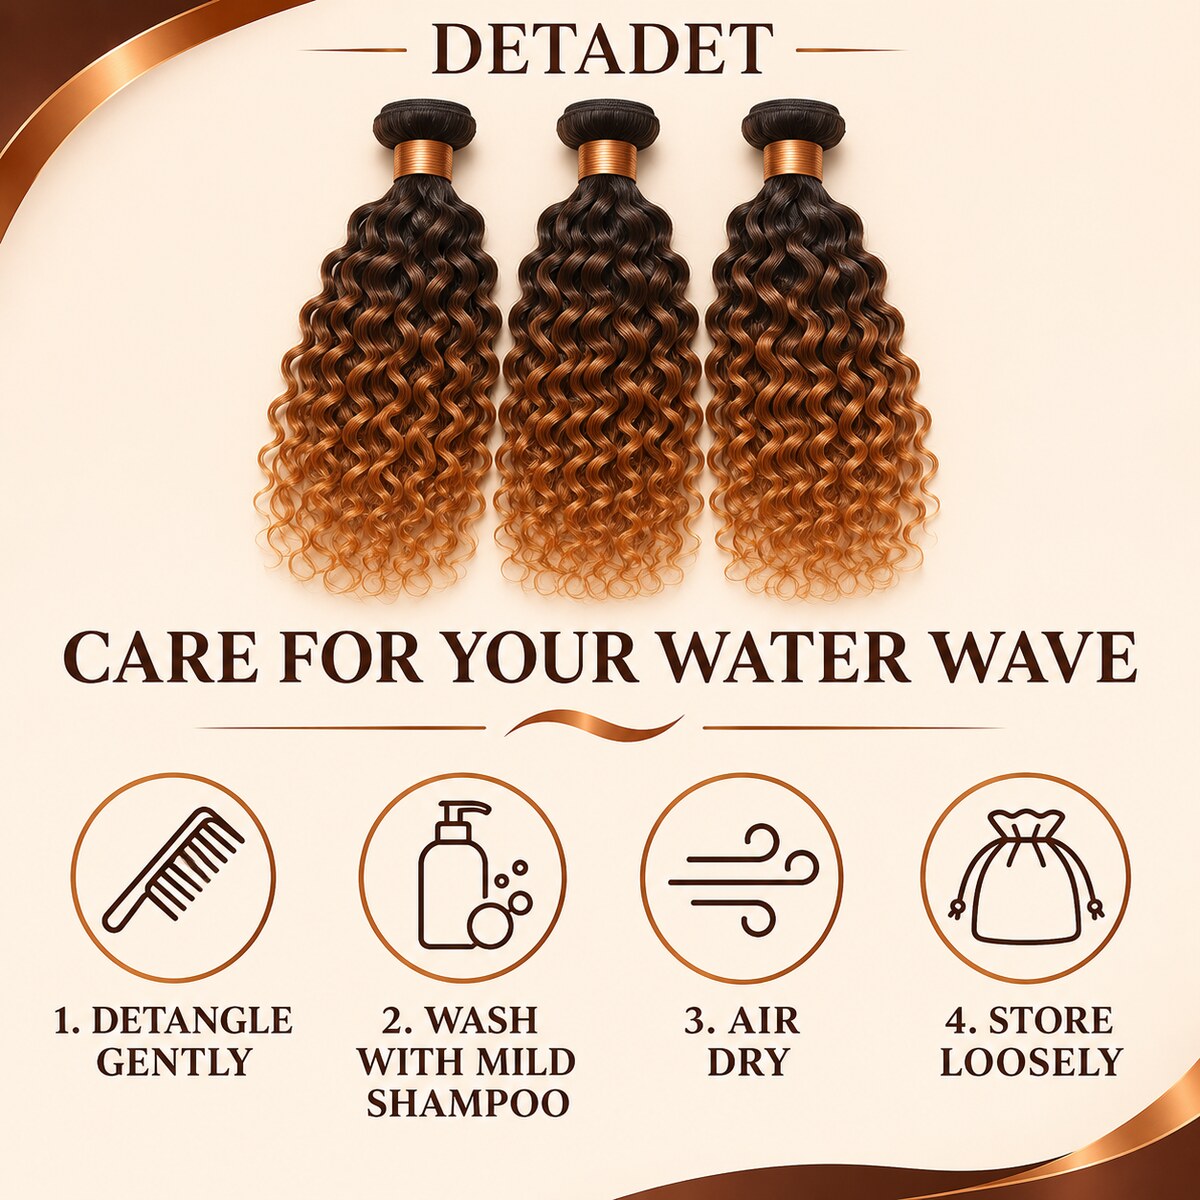 DETADET
CARE FOR YOUR WATER WAVE
1. DETANGLE
GENTLY
2. WASH
WITH MILD
SHAMPOO
3. AIR
DRY
4. STORE
LOOSELY